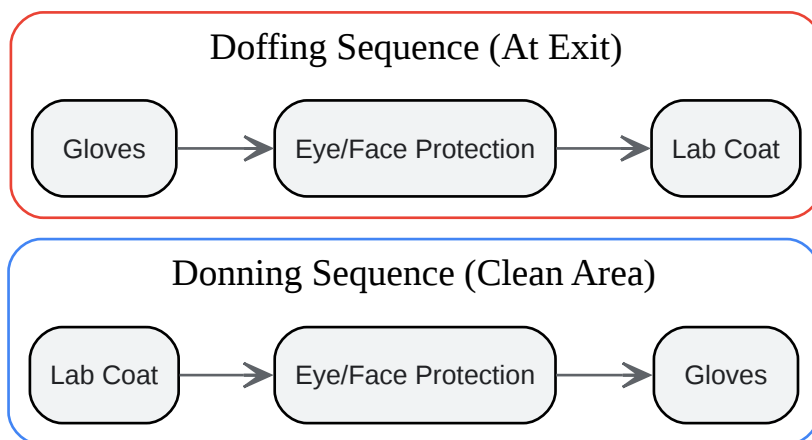 Doffing Sequence (At Exit)
Gloves
Eye/Face Protection
Lab Coat
Donning Sequence (Clean Area)
Lab Coat
Eye/Face Protection
Gloves